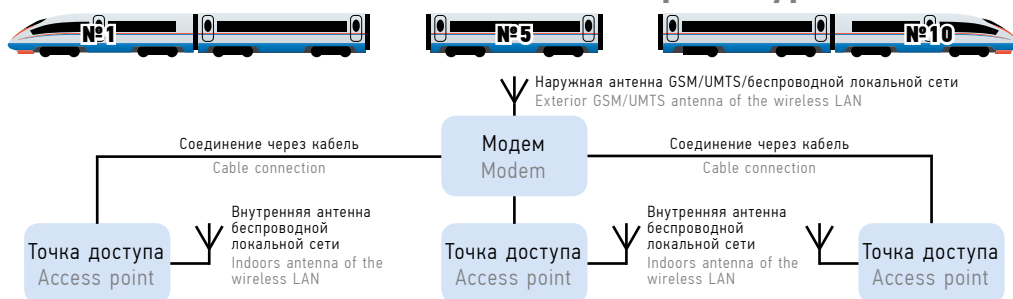 №1
№5
№10
Наружная антенна GSM/UMTS/беспроводной локальной сети
Exterior GSM/UMTS antenna of the wireless LAN
Соединение через кабель
Cable connection
Модем
Modem
Соединение через кабель
Cable connection
Точка доступа
Access point
Внутренняя антенна
беспроводной
локальной сети
Indoors antenna of the
wireless LAN
Точка доступа
Access point
Внутренняя антенна
беспроводной
локальной сети
Indoors antenna of the
wireless LAN
Точка доступа
Access point